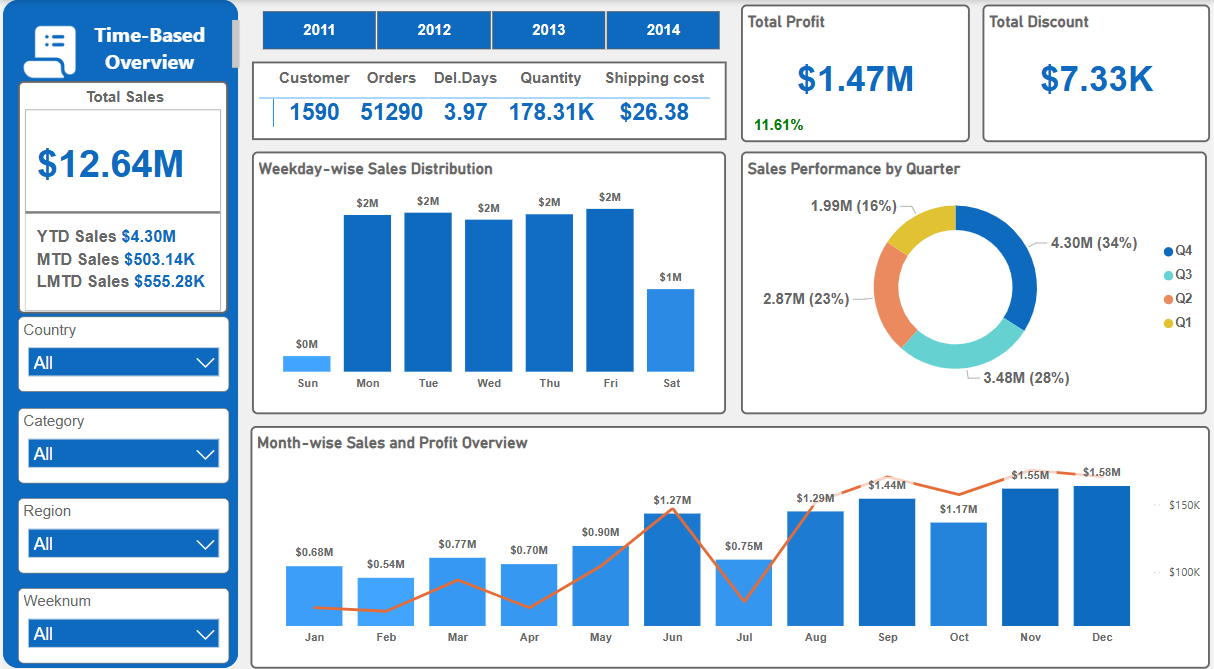 Time-Based
Overview
Total Sales
$12.64M
YTD Sales $4.30M
MTD Sales $503.14K
LMTD Sales $555.28K
Country
All
Category
All
Region
All
Weeknum
All
2011 2012 2013 2014
Customer Orders Del.Days Quantity Shipping cost
1590 51290 3.97 178.31K $26.38
Total Profit
$1.47M
11.61%
Total Discount
$7.33K
Weekday-wise Sales Distribution
$0M $2M $2M $2M $2M $2M $1M
Sun Mon Tue Wed Thu Fri Sat
Sales Performance by Quarter
1.99M (16%)
4.30M (34%)
2.87M (23%)
3.48M (28%)
Q4
Q3
Q2
Q1
Month-wise Sales and Profit Overview
$0.68M $0.54M $0.77M $0.70M $0.90M $1.27M $0.75M $1.29M $1.44M $1.17M $1.55M $1.58M
$150K
$100K
Jan Feb Mar Apr May Jun Jul Aug Sep Oct Nov Dec